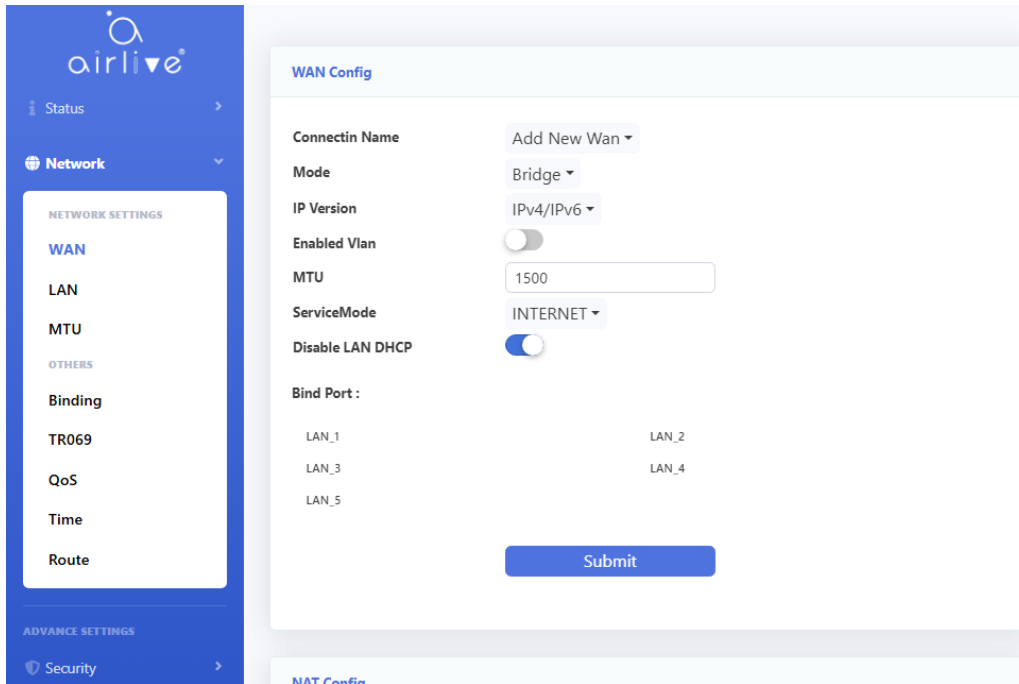 airlive®
Status
Network
NETWORK SETTINGS
WAN
LAN
MTU
OTHERS
Binding
TR069
QoS
Time
Route
ADVANCE SETTINGS
Security
WAN Config
Connectin Name Add New Wan
Mode Bridge
IP Version IPv4/IPv6
Enabled Vlan
MTU 1500
ServiceMode INTERNET
Disable LAN DHCP
Bind Port :
LAN_1 LAN_2
LAN_3 LAN_4
LAN_5
Submit
NAT Config